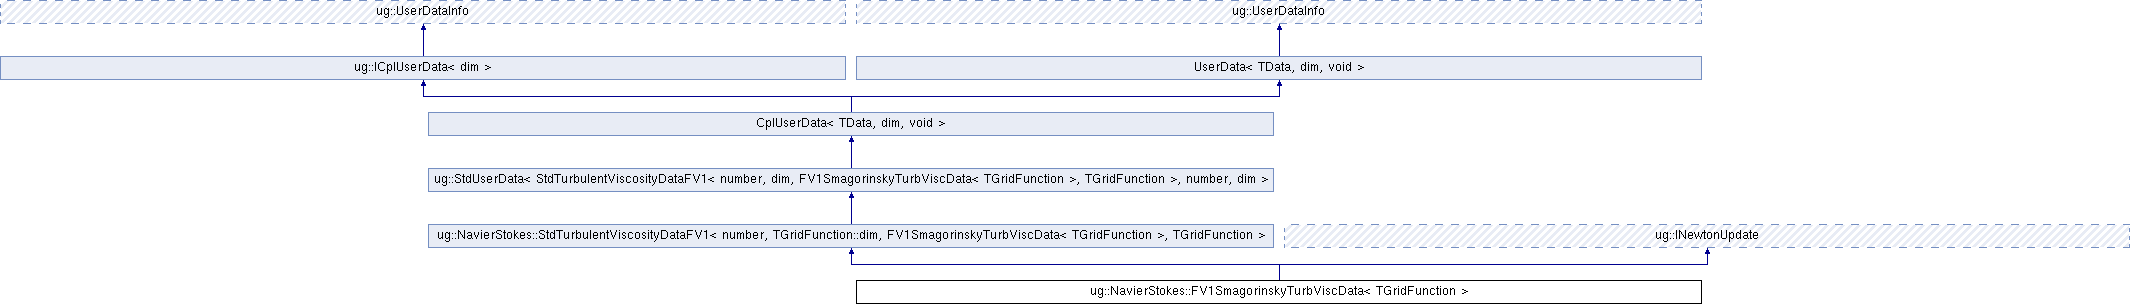 ug::UserDataInfo
ug::UserDataInfo
ug::ICplUserData< dim >
UserData< TData, dim, void >
CplUserData< TData, dim, void >
ug::StdUserData< StdTurbulentViscosityDataFV1< number, dim, FV1SmagorinskyTurbViscData< TGridFunction >, TGridFunction >, number, dim >
ug::NavierStokes::StdTurbulentViscosityDataFV1< number, TGridFunction::dim, FV1SmagorinskyTurbViscData< TGridFunction >, TGridFunction >
ug::INewtonUpdate
ug::NavierStokes::FV1SmagorinskyTurbViscData< TGridFunction >